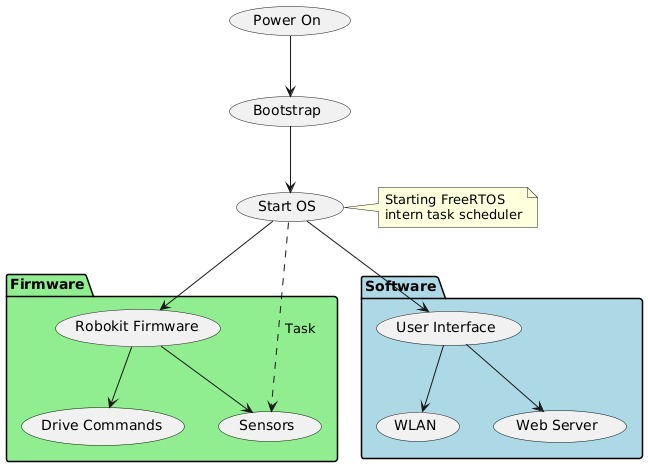 Power On
Bootstrap
Start OS
Starting FreeRTOS
intern task scheduler
Firmware
Software
Robokit Firmware
Task
User Interface
Drive Commands
Sensors
WLAN
Web Server